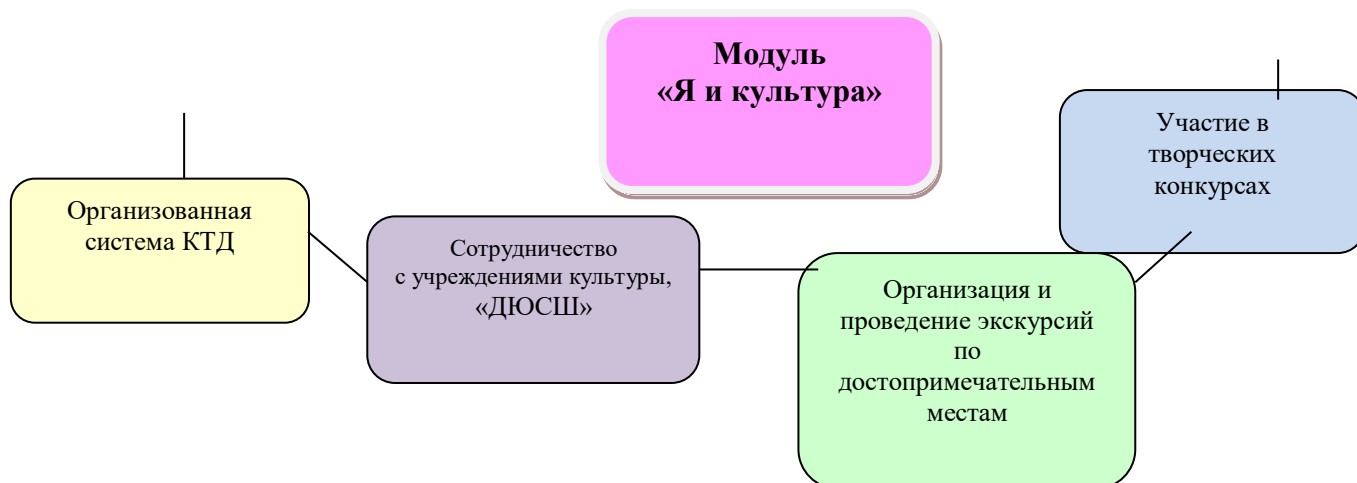 Модуль
«Я и культура»
Участие в
творческих
конкурсах
Организованная
система КТД
Сотрудничество
с учреждениями культуры,
«ДЮСШ»
Организация и
проведение экскурсий
по
достопримечательным
местам